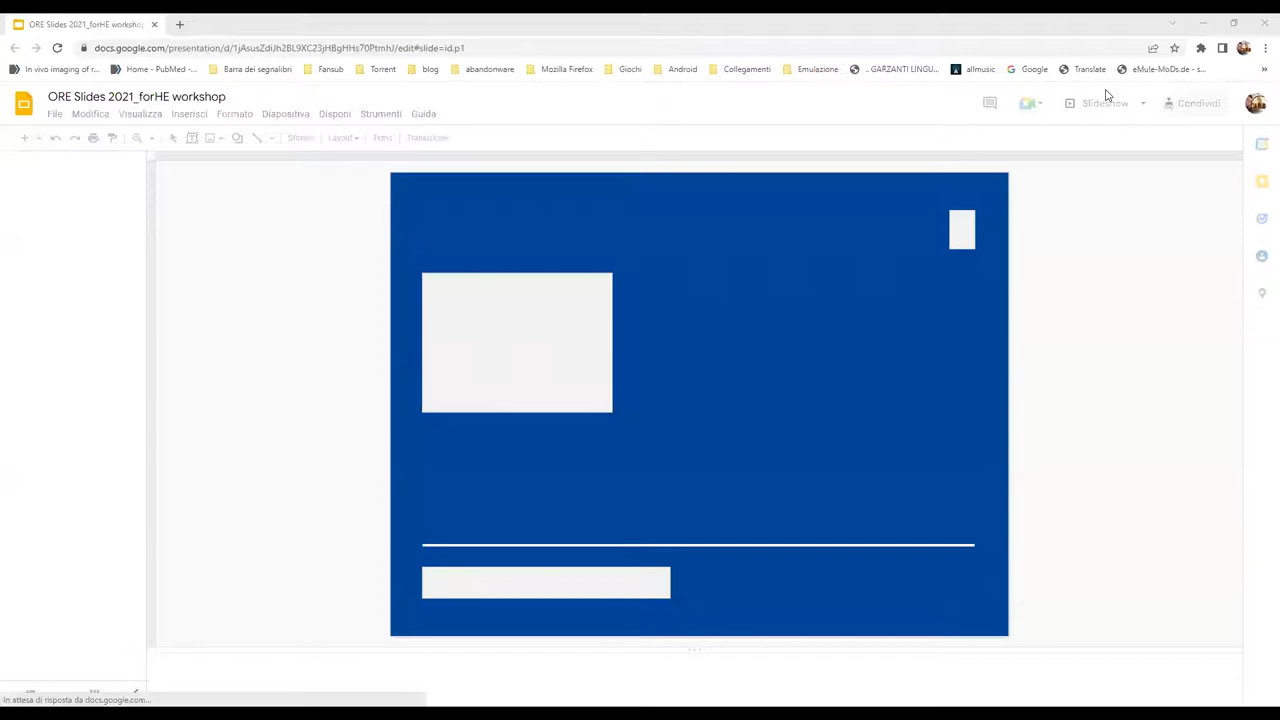 ORE Slides 2021_forHE workshop
docs.google.com/presentation/d/1jAsusZdiJh2BL9XC23jHBgHHs70PtmhJ/edit#slide=id.p1
In vivo imaging of r...
Home - PubMed -...
Barra dei segnalibri
Fansub
Torrent
blog
abandonware
Mozilla Firefox
Giochi
Android
Collegamenti
Emulazione
.. GARZANTI LINGU...
allmusic
Google
Translate
eMule-MoDs.de - s...
»
ORE Slides 2021_forHE workshop
Slideshow
Condividi
File Modifica Visualizza Inserisci Formato Diapositiva Disponi Strumenti Guida
Sfondo Layout Tema Transizione
In attesa di risposta da docs.google.com...